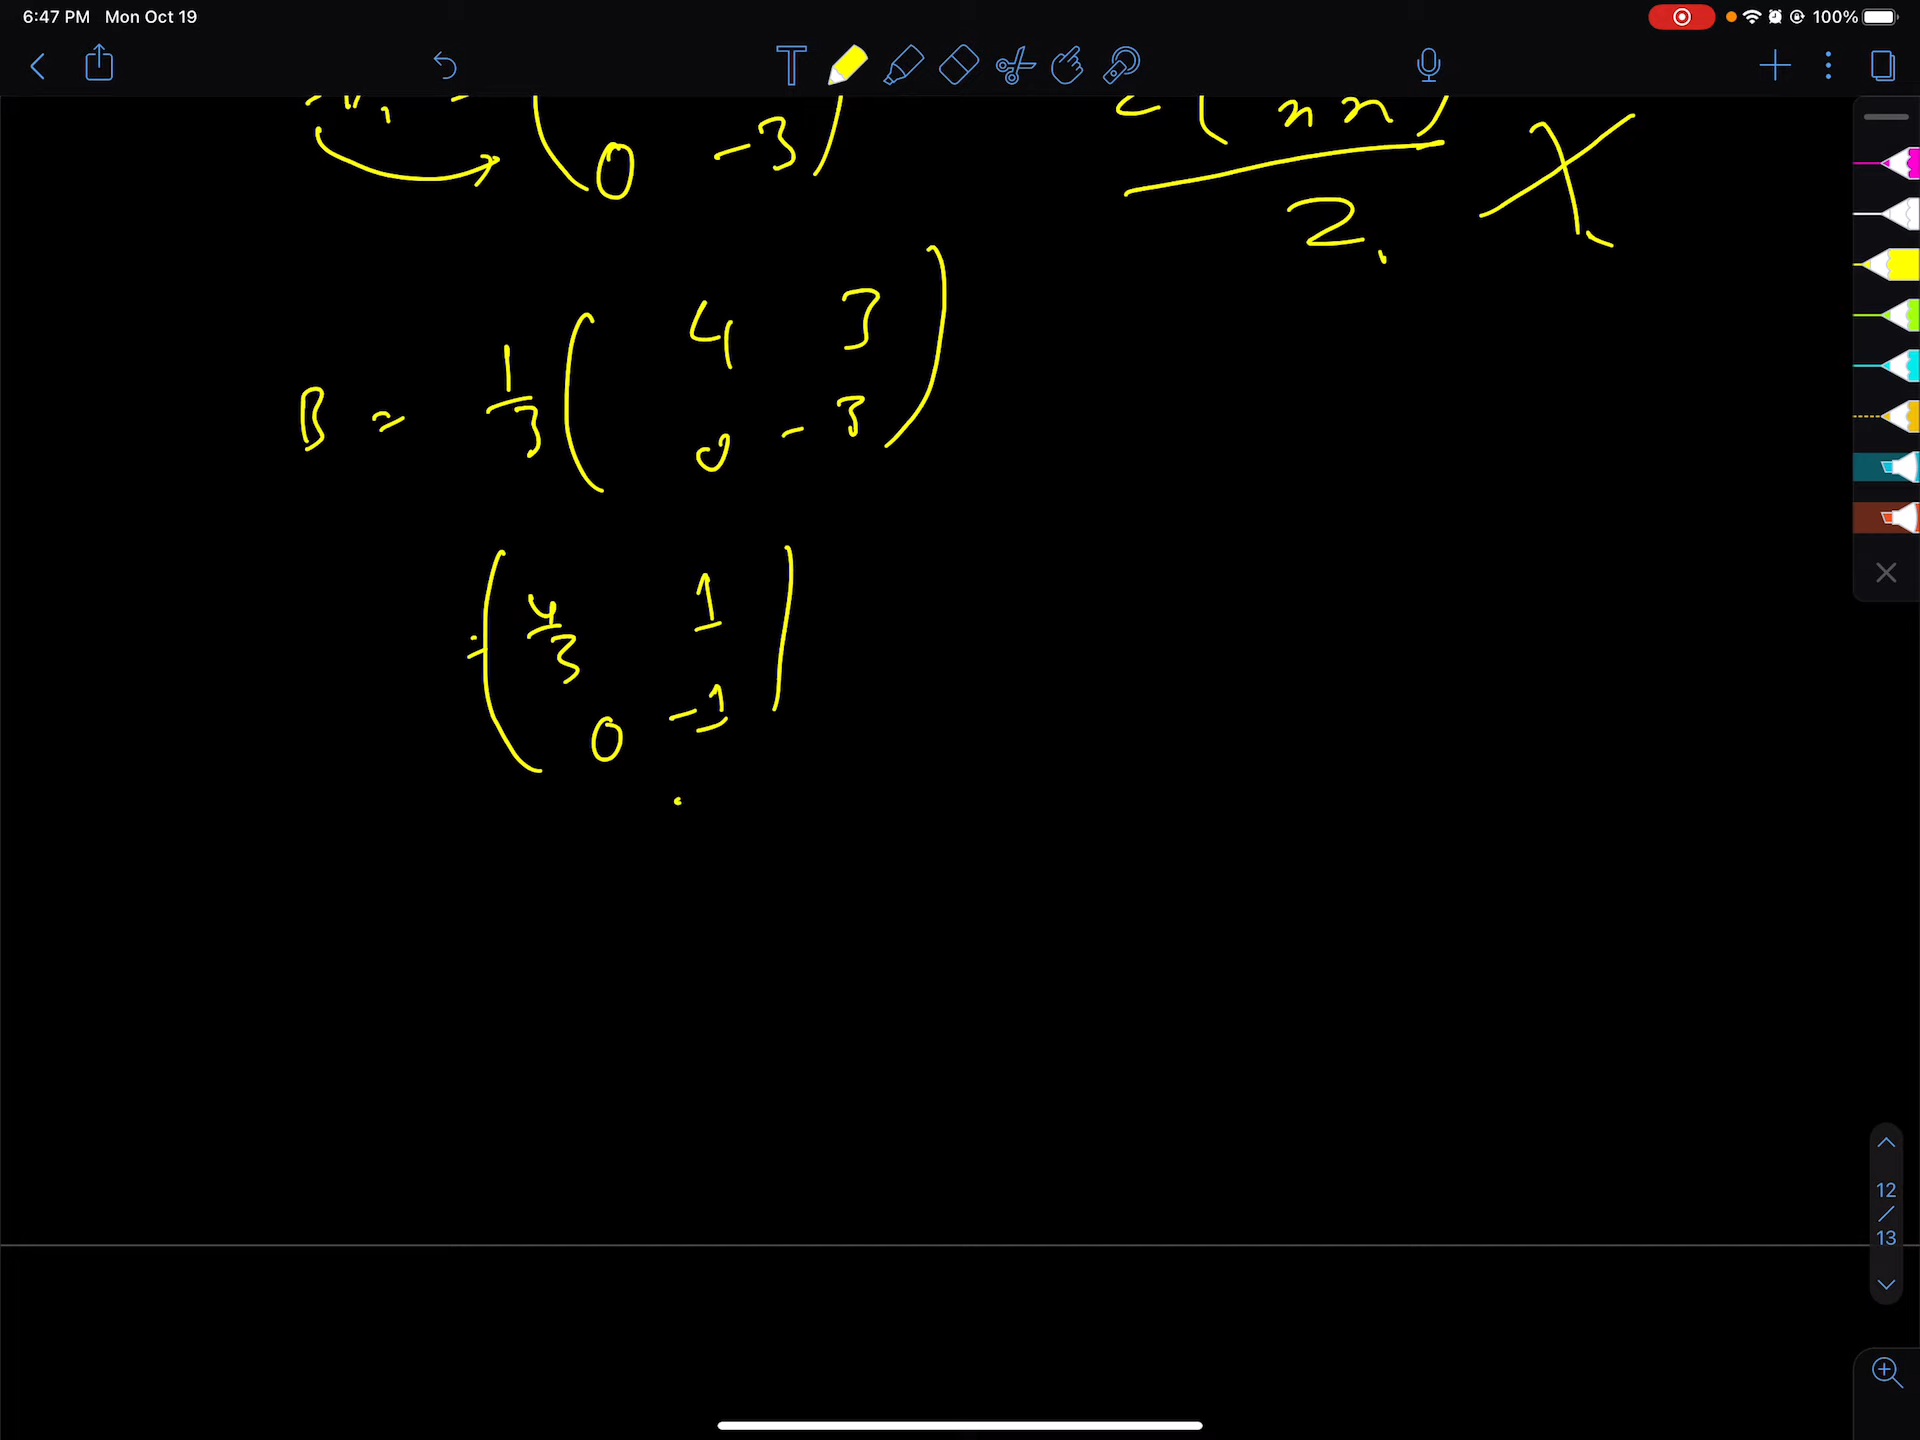 6:47 PM Mon Oct 19
100%
T
0 -3
2.
B = 1/3 ( 4 3
0 -3 )
= ( 4/3 1
0 -1 )
12
/
13